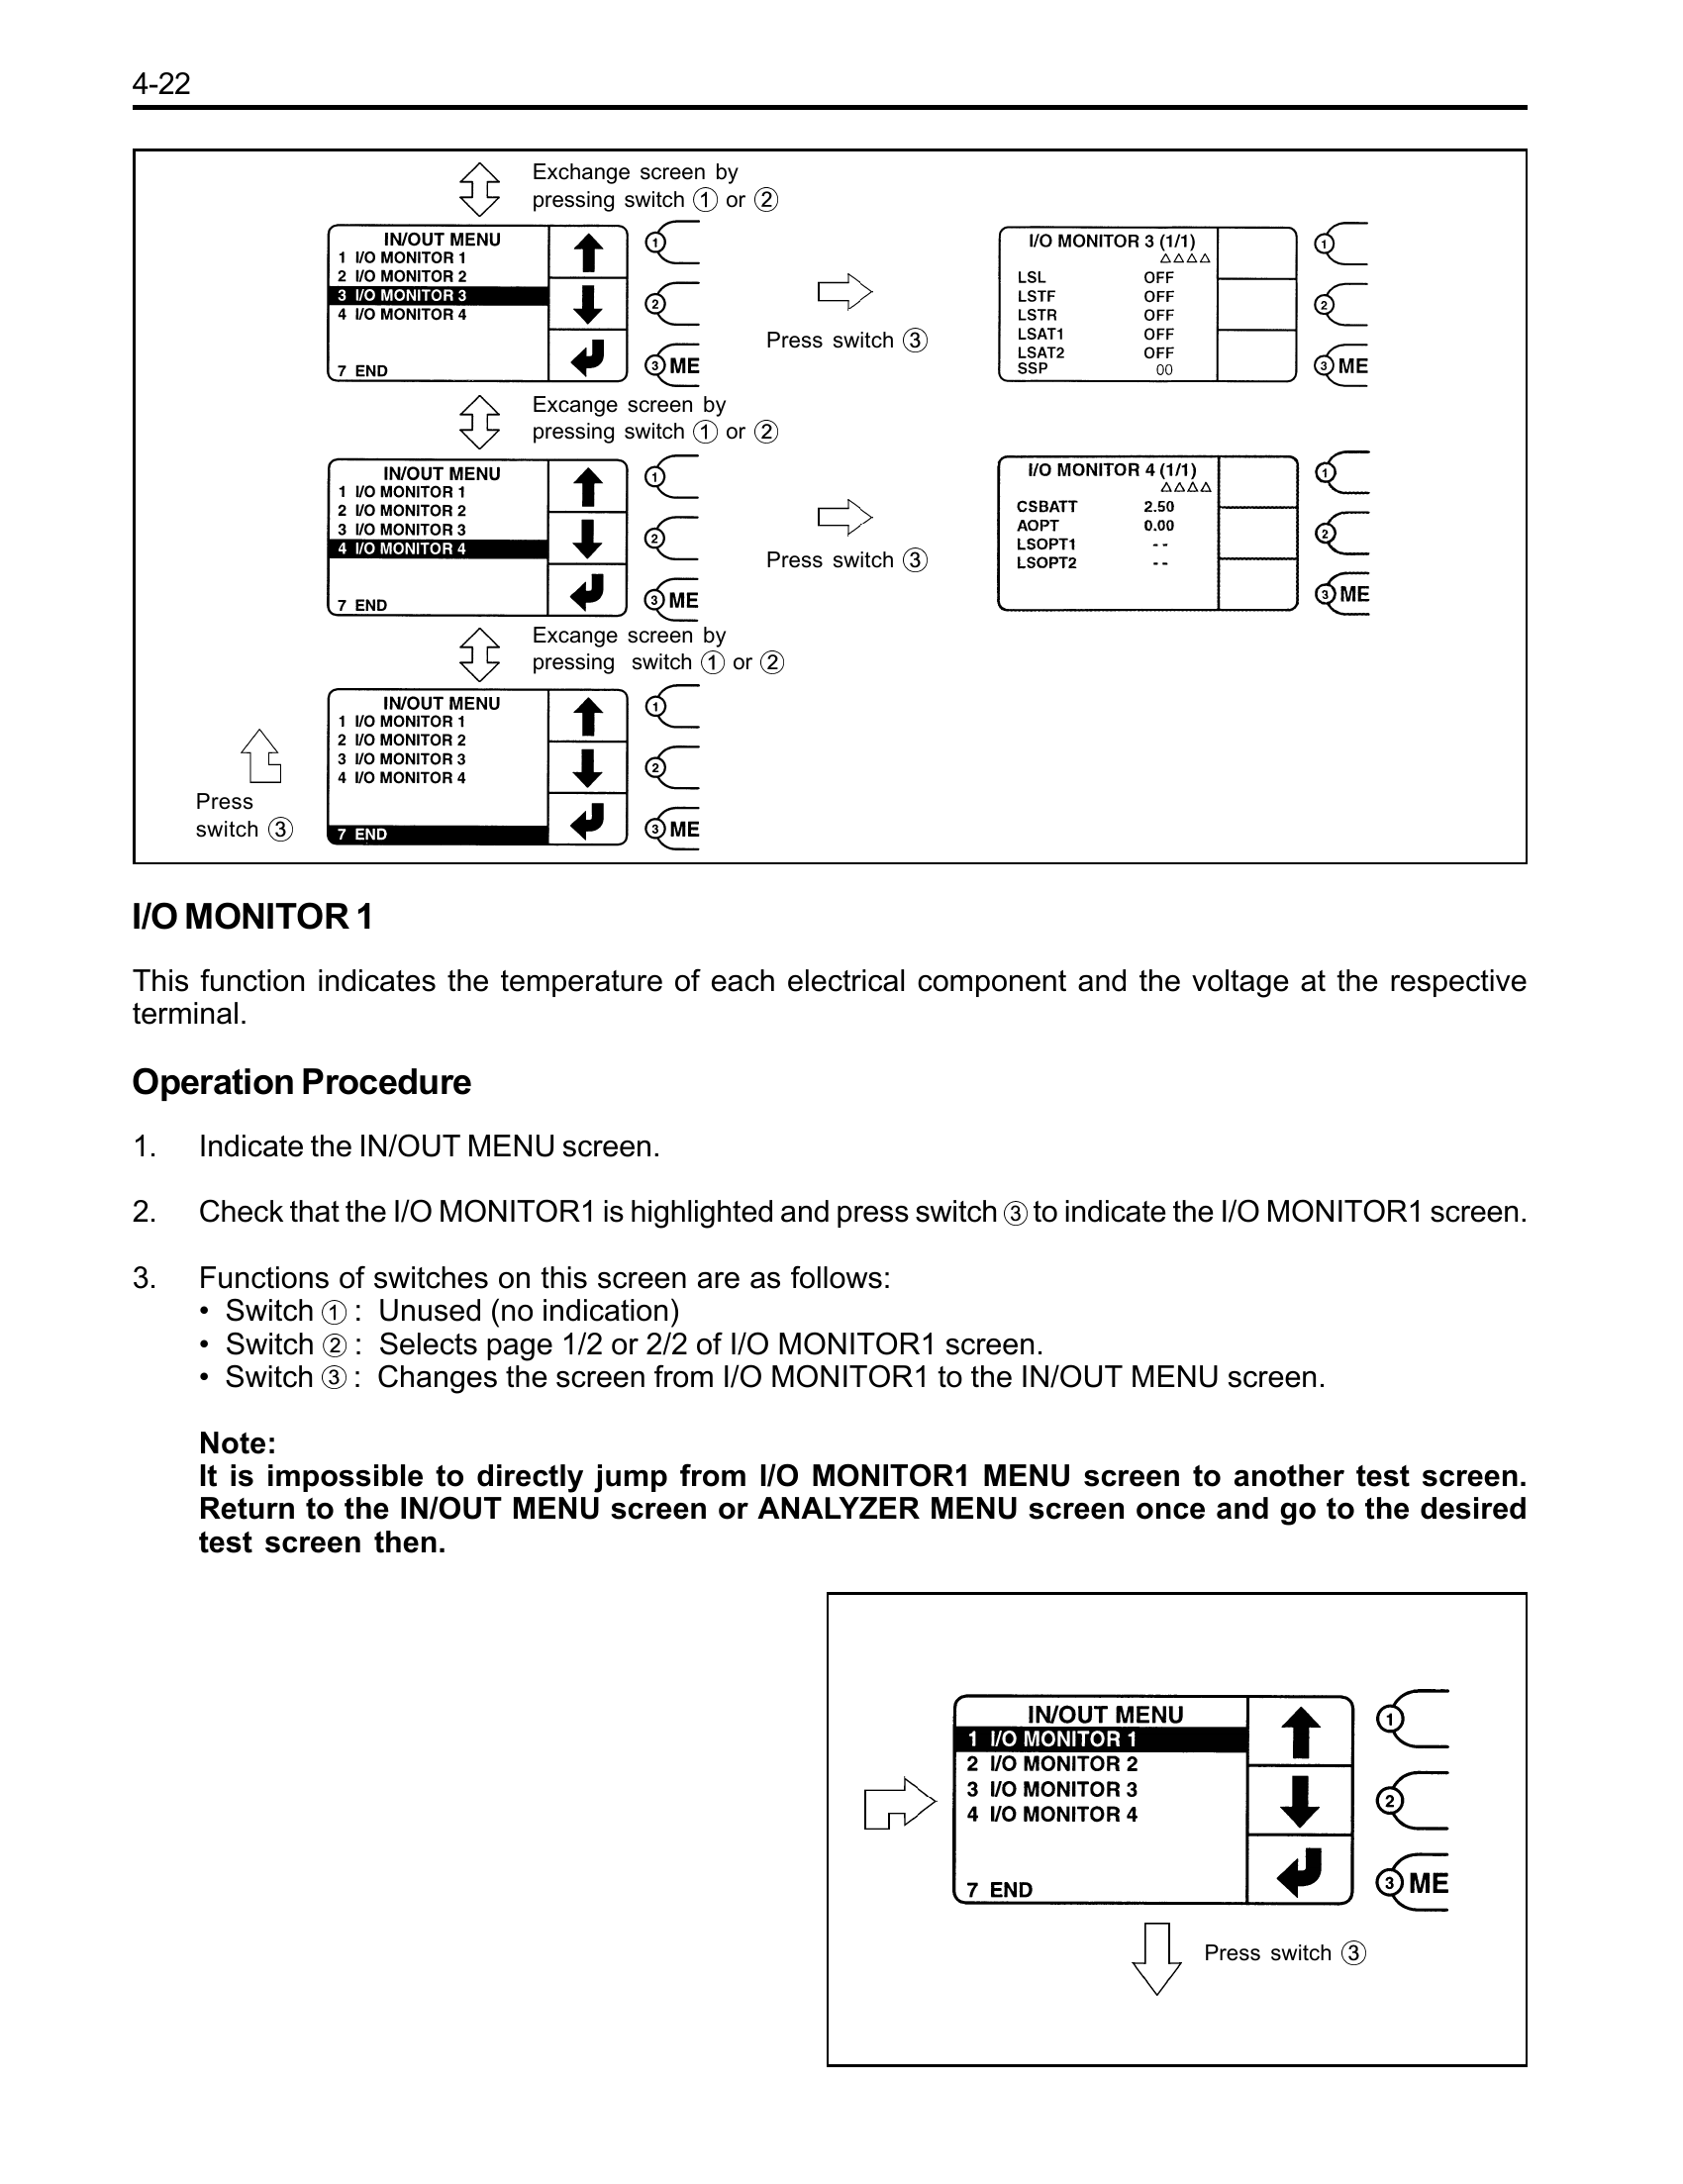 4-22
Exchange screen by
pressing switch ① or ②
IN/OUT MENU
1 I/O MONITOR 1
2 I/O MONITOR 2
3 I/O MONITOR 3
4 I/O MONITOR 4
7 END
1
2
3 ME
Press switch ③
I/O MONITOR 3 (1/1)
△△△△
LSL OFF
LSTF OFF
LSTR OFF
LSAT1 OFF
LSAT2 OFF
SSP 00
1
2
3 ME
Excange screen by
pressing switch ① or ②
IN/OUT MENU
1 I/O MONITOR 1
2 I/O MONITOR 2
3 I/O MONITOR 3
4 I/O MONITOR 4
7 END
1
2
3 ME
Press switch ③
I/O MONITOR 4 (1/1)
△△△△
CSBATT 2.50
AOPT 0.00
LSOPT1 - -
LSOPT2 - -
1
2
3 ME
Excange screen by
pressing switch ① or ②
IN/OUT MENU
1 I/O MONITOR 1
2 I/O MONITOR 2
3 I/O MONITOR 3
4 I/O MONITOR 4
7 END
1
2
3 ME
Press
switch ③
I/O MONITOR 1
This function indicates the temperature of each electrical component and the voltage at the respective
terminal.
Operation Procedure
1. Indicate the IN/OUT MENU screen.
2. Check that the I/O MONITOR1 is highlighted and press switch ③ to indicate the I/O MONITOR1 screen.
3. Functions of switches on this screen are as follows:
• Switch ① : Unused (no indication)
• Switch ② : Selects page 1/2 or 2/2 of I/O MONITOR1 screen.
• Switch ③ : Changes the screen from I/O MONITOR1 to the IN/OUT MENU screen.
Note:
It is impossible to directly jump from I/O MONITOR1 MENU screen to another test screen.
Return to the IN/OUT MENU screen or ANALYZER MENU screen once and go to the desired
test screen then.
IN/OUT MENU
1 I/O MONITOR 1
2 I/O MONITOR 2
3 I/O MONITOR 3
4 I/O MONITOR 4
7 END
1
2
3 ME
Press switch ③